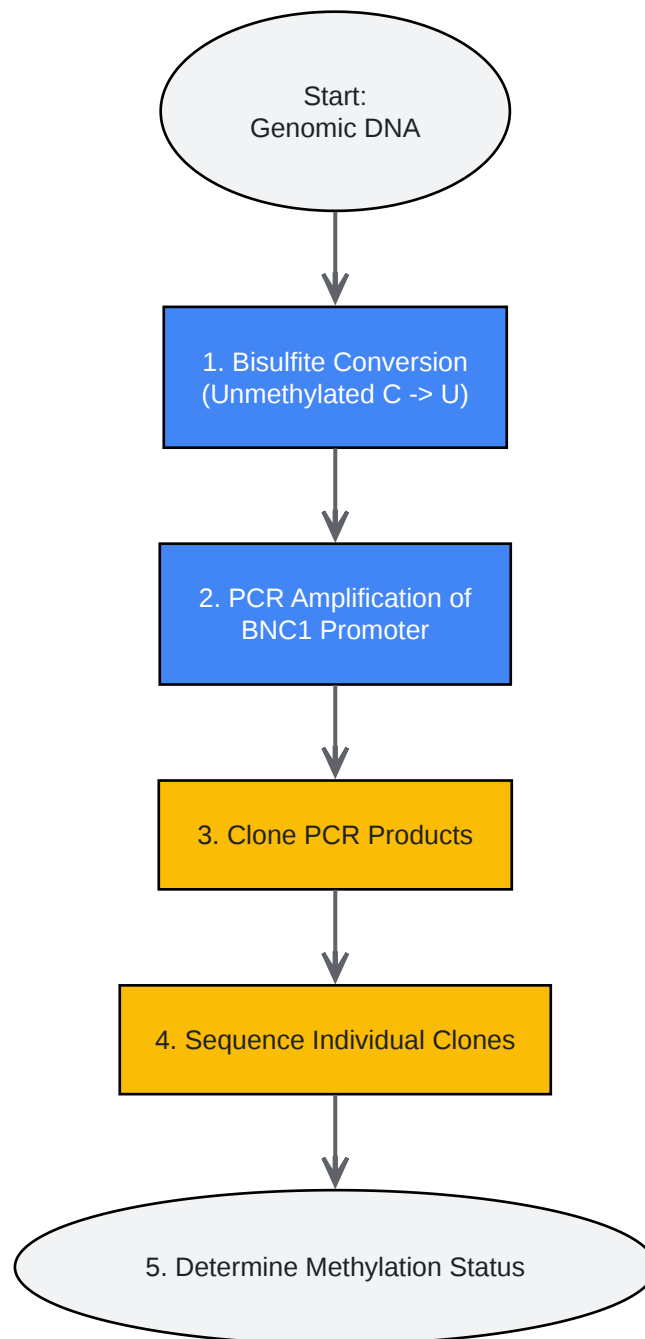 Start:
Genomic DNA
1. Bisulfite Conversion
(Unmethylated C -> U)
2. PCR Amplification of
BNC1 Promoter
3. Clone PCR Products
4. Sequence Individual Clones
5. Determine Methylation Status